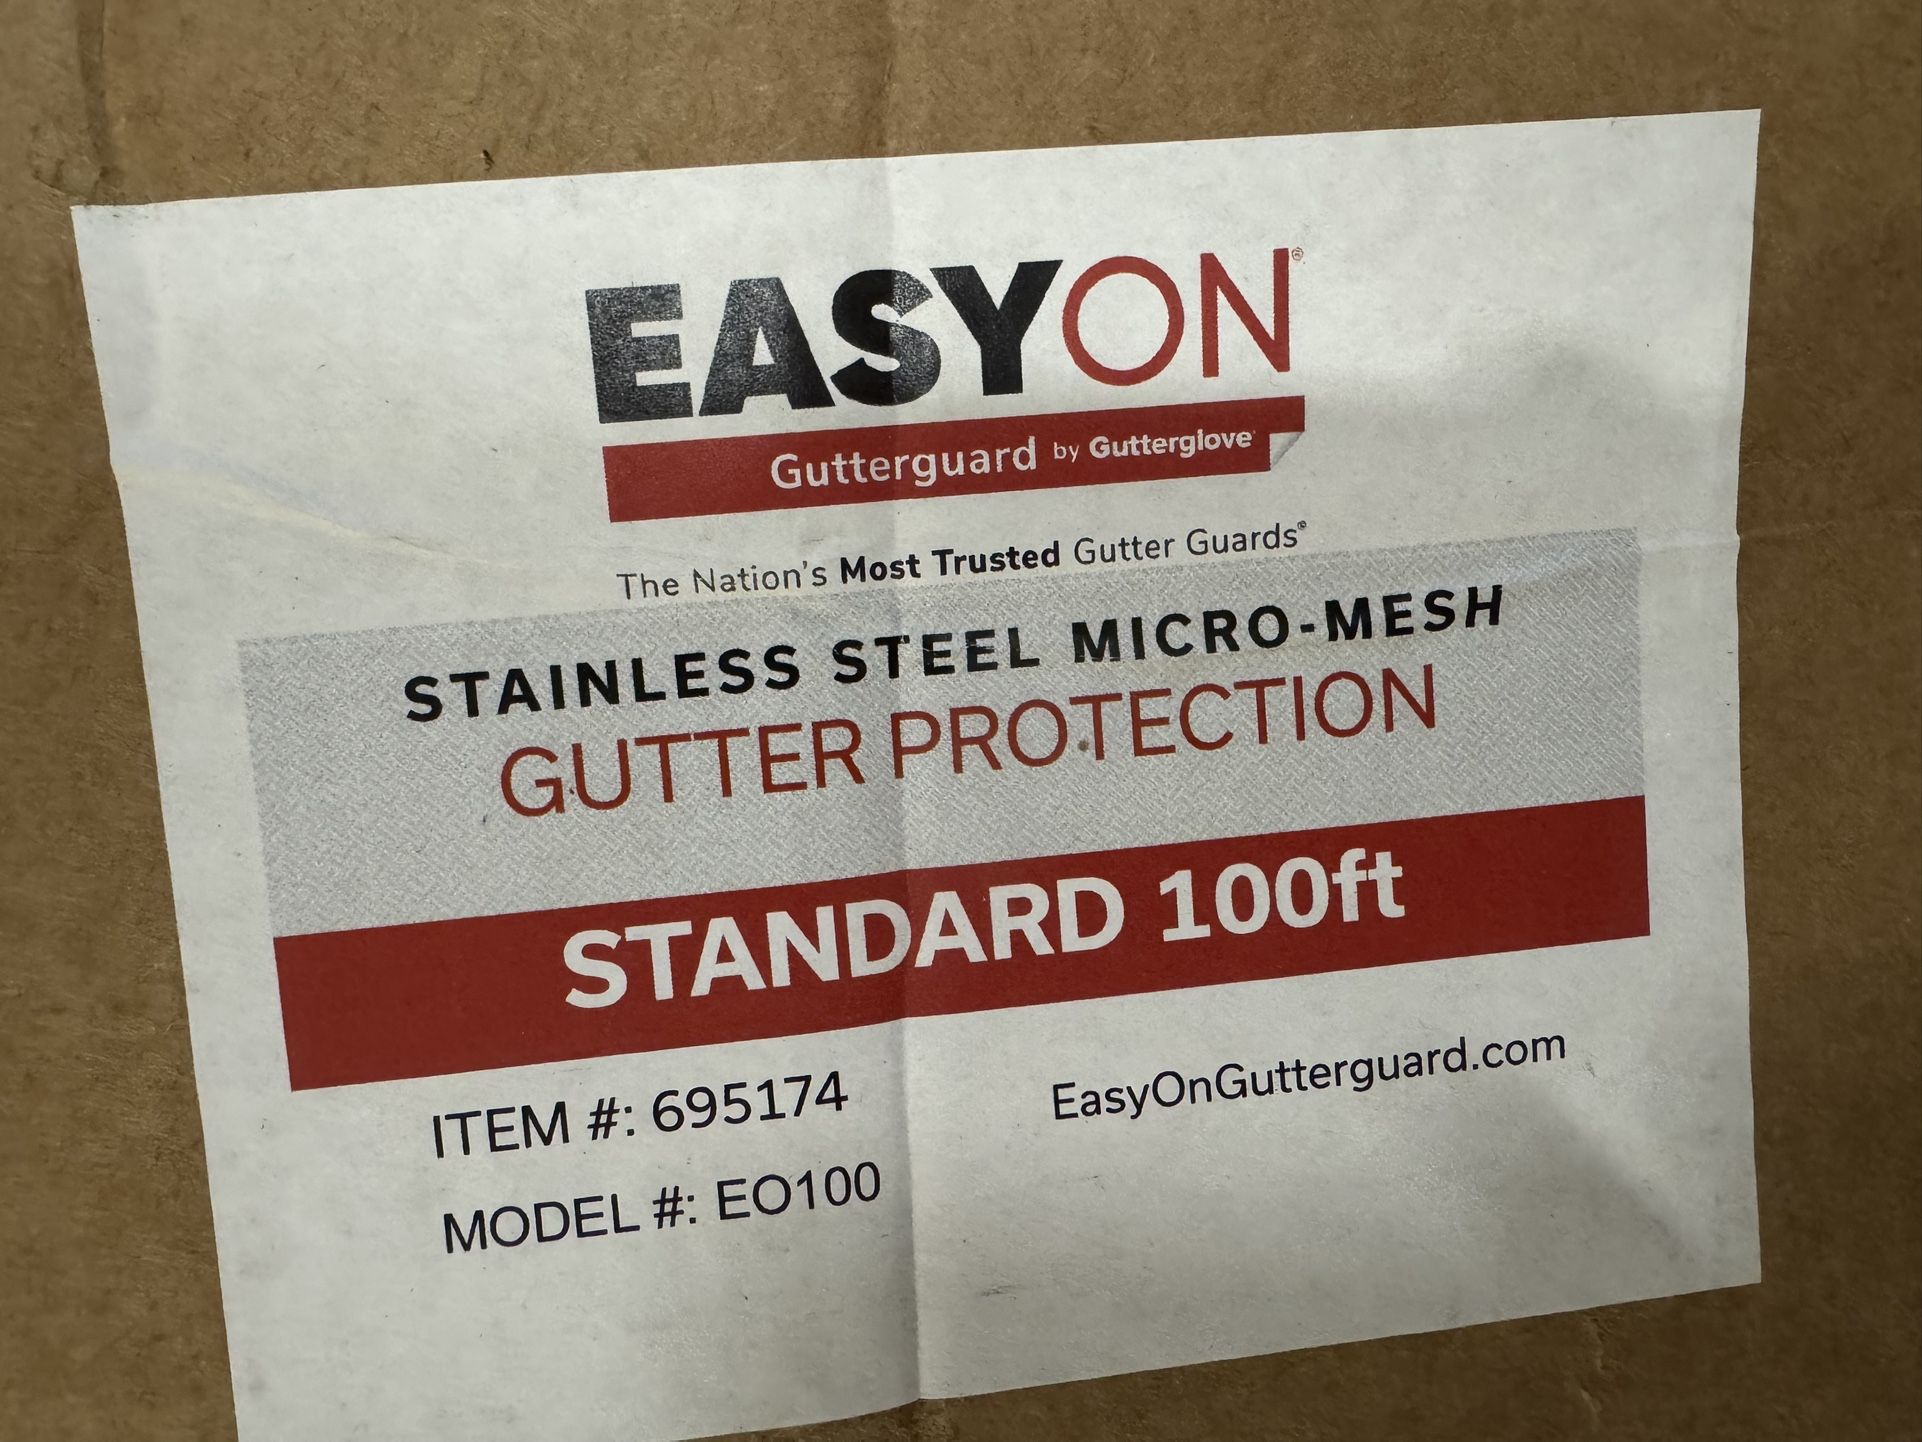 EASYON®
Gutterguard by Gutterglove
The Nation's Most Trusted Gutter Guards®
STAINLESS STEEL MICRO-MESH
GUTTER PROTECTION
STANDARD 100ft
ITEM #: 695174
EasyOnGutterguard.com
MODEL #: EO100